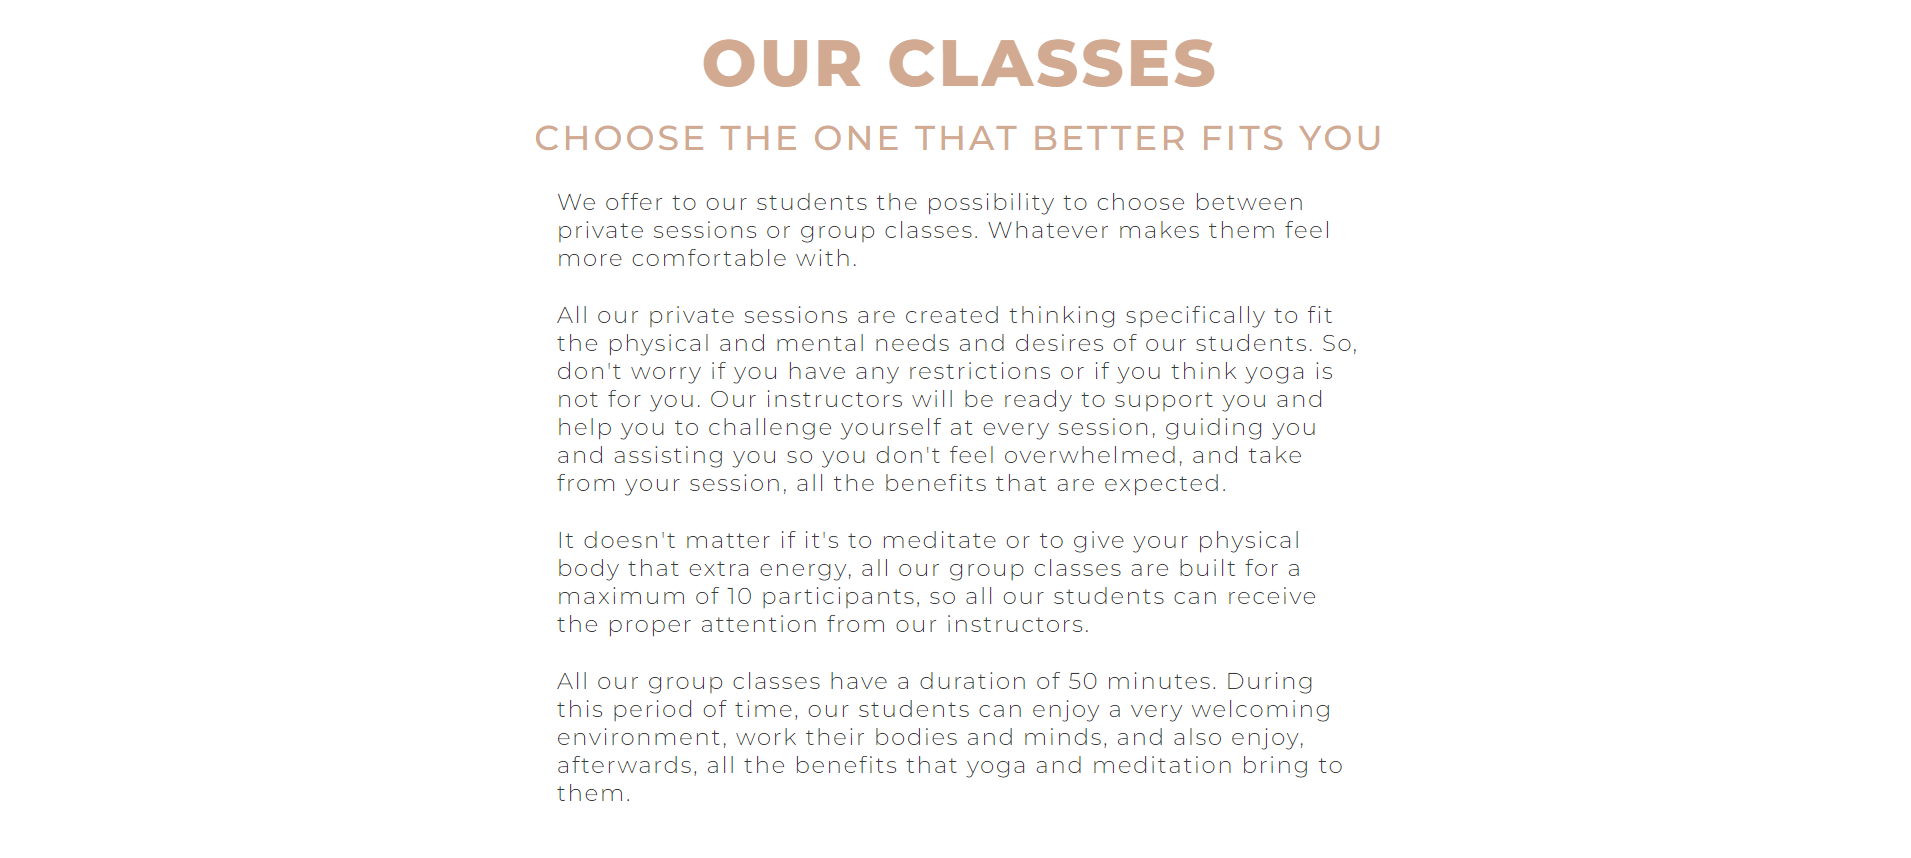 OUR CLASSES
CHOOSE THE ONE THAT BETTER FITS YOU
We offer to our students the possibility to choose between
private sessions or group classes. Whatever makes them feel
more comfortable with.
All our private sessions are created thinking specifically to fit
the physical and mental needs and desires of our students. So,
don't worry if you have any restrictions or if you think yoga is
not for you. Our instructors will be ready to support you and
help you to challenge yourself at every session, guiding you
and assisting you so you don't feel overwhelmed, and take
from your session, all the benefits that are expected.
It doesn't matter if it's to meditate or to give your physical
body that extra energy, all our group classes are built for a
maximum of 10 participants, so all our students can receive
the proper attention from our instructors.
All our group classes have a duration of 50 minutes. During
this period of time, our students can enjoy a very welcoming
environment, work their bodies and minds, and also enjoy,
afterwards, all the benefits that yoga and meditation bring to
them.